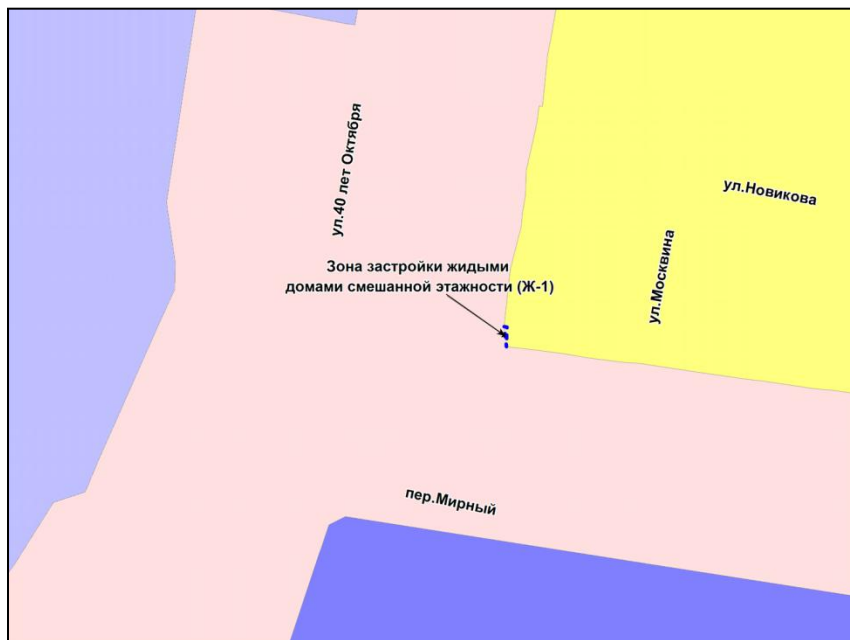 ул.40 лет Октября
ул.Новикова
ул.Москвина
Зона застройки жидыми
домами смешанной этажности (Ж-1)
пер.Мирный